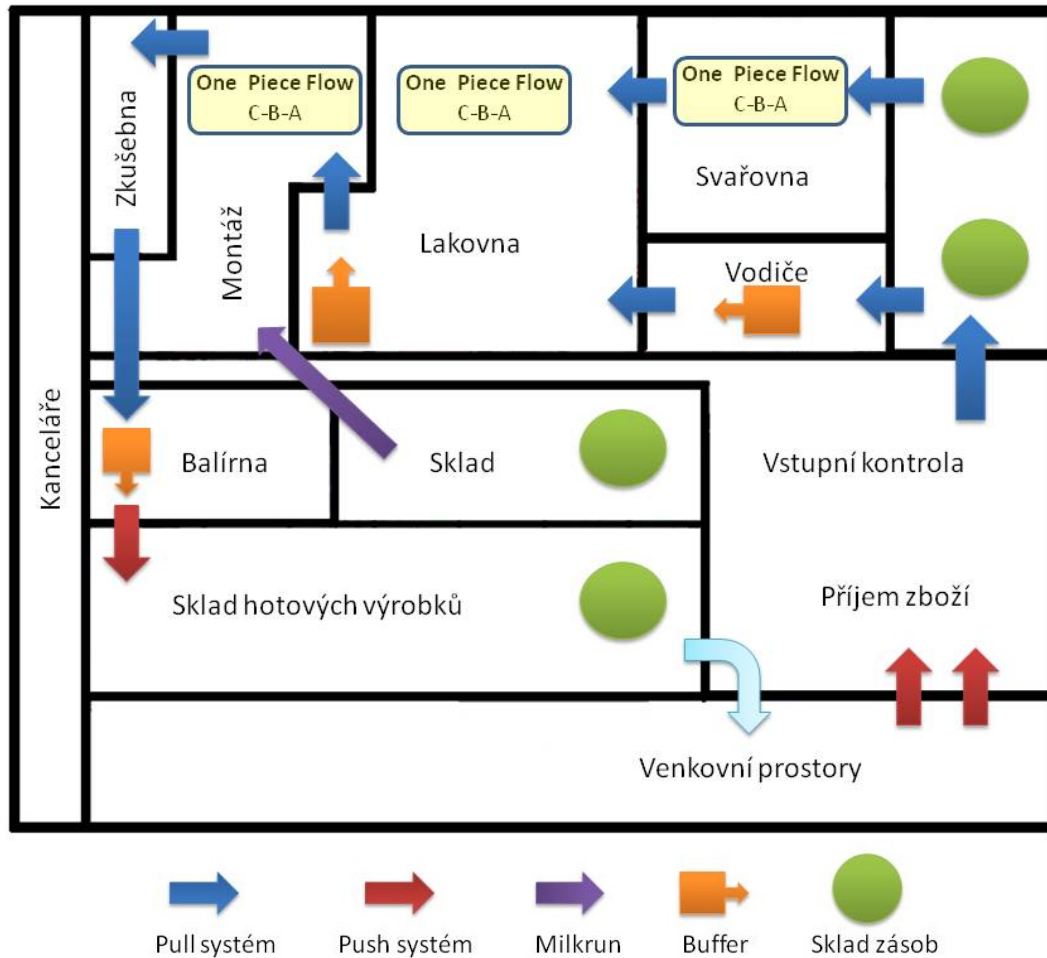 Zkušebna
One Piece Flow
C-B-A
One Piece Flow
C-B-A
One Piece Flow
C-B-A
Svařovna
Montáž
Lakovna
Vodiče
Kanceláře
Balírna
Sklad
Vstupní kontrola
Sklad hotových výrobků
Příjem zboží
Venkovní prostory
Pull systém
Push systém
Milkrun
Buffer
Sklad zásob